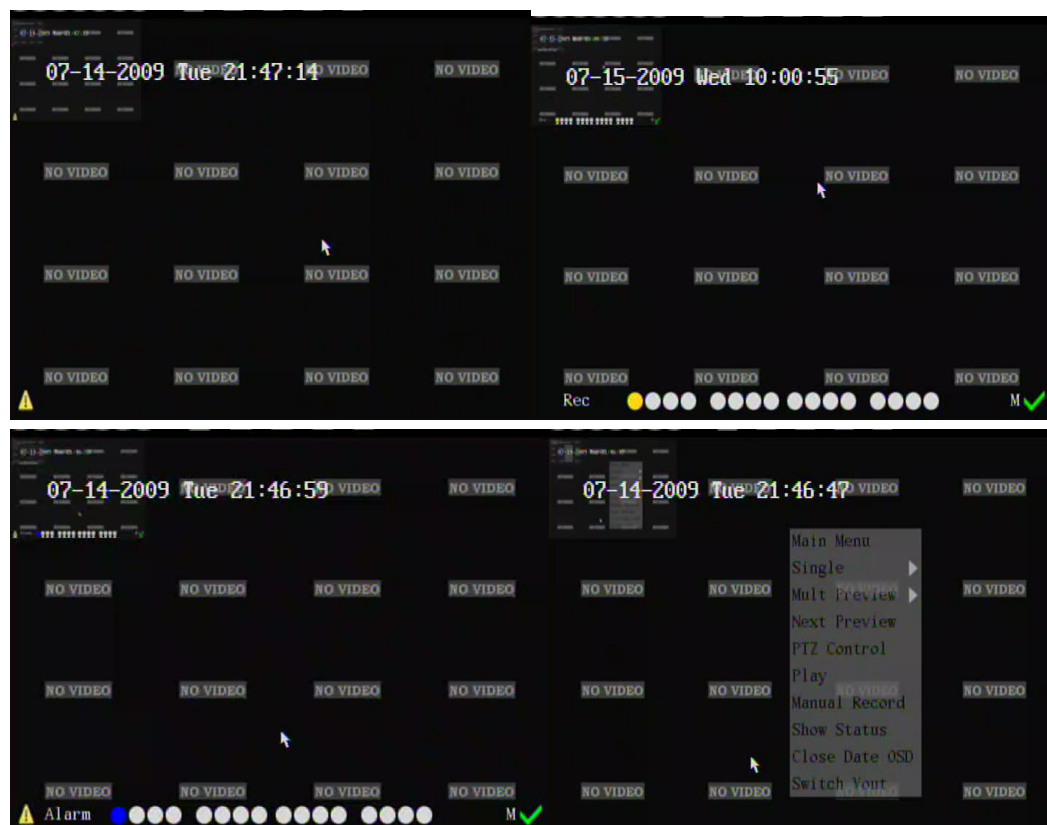 07-14-2009 Tue 21:47:14 NO VIDEO
NO VIDEO NO VIDEO NO VIDEO NO VIDEO
NO VIDEO NO VIDEO NO VIDEO NO VIDEO
NO VIDEO NO VIDEO NO VIDEO NO VIDEO
07-15-2009 Wed 10:00:55 NO VIDEO NO VIDEO
NO VIDEO NO VIDEO NO VIDEO NO VIDEO
NO VIDEO NO VIDEO NO VIDEO NO VIDEO
NO VIDEO NO VIDEO NO VIDEO NO VIDEO
Rec M
07-14-2009 Tue 21:46:59 VIDEO NO VIDEO
NO VIDEO NO VIDEO NO VIDEO NO VIDEO
NO VIDEO NO VIDEO NO VIDEO NO VIDEO
NO VIDEO NO VIDEO NO VIDEO NO VIDEO
Alarm M
07-14-2009 Tue 21:46:47 VIDEO NO VIDEO
Main Menu
Single
NO VIDEO NO VIDEO Mult Preview NO VIDEO
Next Preview
PTZ Control
Play
NO VIDEO NO VIDEO NO VIDEO
Manual Record
Show Status
Close Date OSD
Switch Vout
NO VIDEO NO VIDEO NO VIDEO